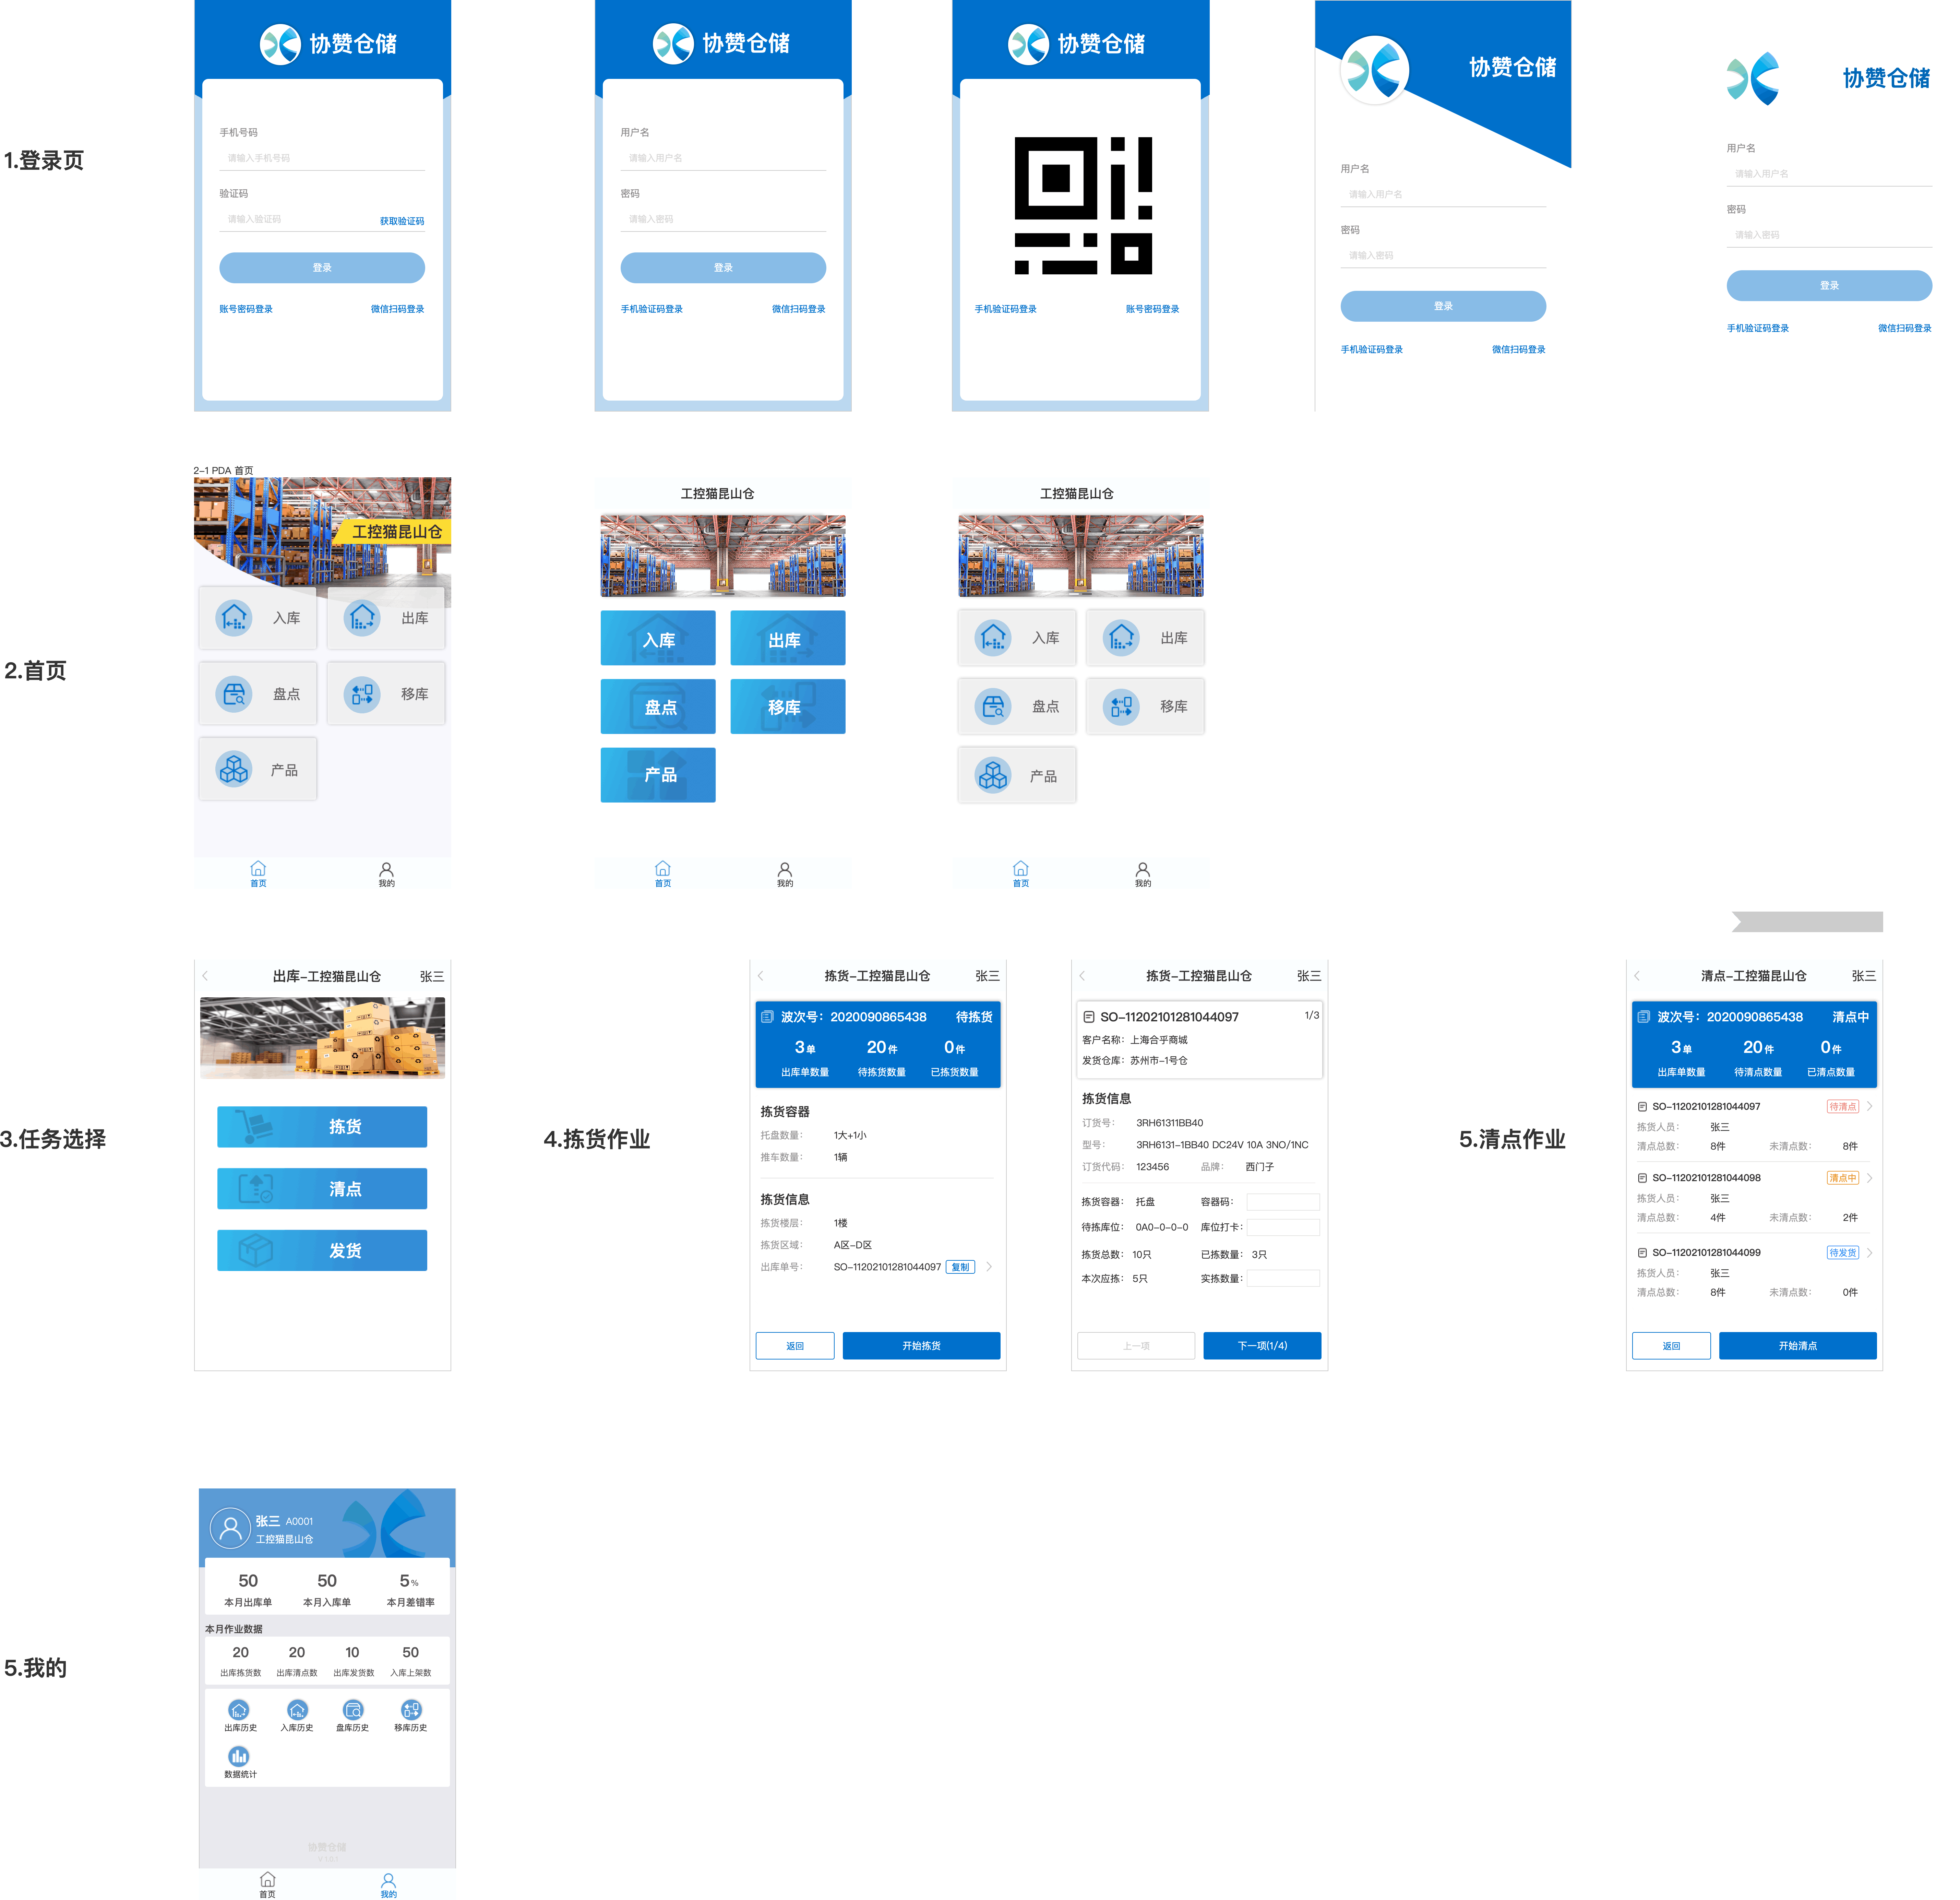 1.登录页
协赞仓储
手机号码
请输入手机号码
验证码
请输入验证码 获取验证码
登录
账号密码登录 微信扫码登录
协赞仓储
用户名
请输入用户名
密码
请输入密码
登录
手机验证码登录 微信扫码登录
协赞仓储
手机验证码登录 账号密码登录
协赞仓储
用户名
请输入用户名
密码
请输入密码
登录
手机验证码登录 微信扫码登录
协赞仓储
用户名
请输入用户名
密码
请输入密码
登录
手机验证码登录 微信扫码登录
2.首页
2-1 PDA 首页
工控猫昆山仓
入库 出库
盘点 移库
产品
首页 我的
工控猫昆山仓
入库 出库
盘点 移库
产品
首页 我的
工控猫昆山仓
入库 出库
盘点 移库
产品
首页 我的
3.任务选择
出库-工控猫昆山仓 张三
拣货
清点
发货
4.拣货作业
拣货-工控猫昆山仓 张三
波次号：2020090865438 待拣货
3单 20件 0件
出库单数量 待拣货数量 已拣货数量
拣货容器
托盘数量： 1大+1小
推车数量： 1辆
拣货信息
拣货楼层： 1楼
拣货区域： A区-D区
出库单号： SO-11202101281044097 复制
返回 开始拣货
拣货-工控猫昆山仓 张三
SO-11202101281044097 1/3
客户名称：上海合乎商城
发货仓库：苏州市-1号仓
拣货信息
订货号： 3RH61311BB40
型号： 3RH6131-1BB40 DC24V 10A 3NO/1NC
订货代码： 123456 品牌： 西门子
拣货容器： 托盘 容器码：
待拣库位： 0A0-0-0-0 库位打卡：
拣货总数： 10只 已拣数量： 3只
本次应拣： 5只 实拣数量：
上一项 下一项(1/4)
5.清点作业
清点-工控猫昆山仓 张三
波次号：2020090865438 清点中
3单 20件 0件
出库单数量 待清点数量 已清点数量
SO-11202101281044097 待清点
拣货人员： 张三
清点总数： 8件 未清点数： 8件
SO-11202101281044098 清点中
拣货人员： 张三
清点总数： 4件 未清点数： 2件
SO-11202101281044099 待发货
拣货人员： 张三
清点总数： 8件 未清点数： 0件
返回 开始清点
5.我的
张三 A0001
工控猫昆山仓
50 50 5%
本月出库单 本月入库单 本月差错率
本月作业数据
20 20 10 50
出库拣货数 出库清点数 出库发货数 入库上架数
出库历史 入库历史 盘库历史 移库历史
数据统计
协赞仓储
首页 我的